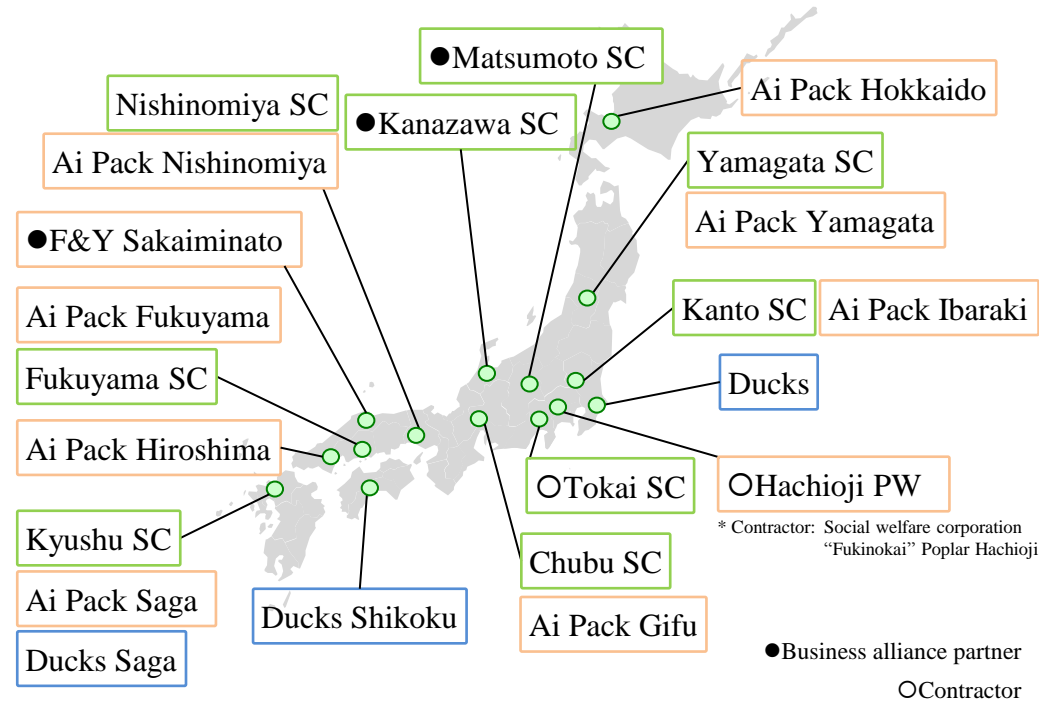 ●Matsumoto SC
Nishinomiya SC
Ai Pack Hokkaido
●Kanazawa SC
Ai Pack Nishinomiya
Yamagata SC
Ai Pack Yamagata
●F&Y Sakaiminato
Ai Pack Fukuyama
Kanto SC
Ai Pack Ibaraki
Fukuyama SC
Ducks
Ai Pack Hiroshima
○Tokai SC
○Hachioji PW
* Contractor: Social welfare corporation
“Fukinokai” Poplar Hachioji
Kyushu SC
Chubu SC
Ai Pack Saga
Ducks Shikoku
Ai Pack Gifu
Ducks Saga
●Business alliance partner
○Contractor